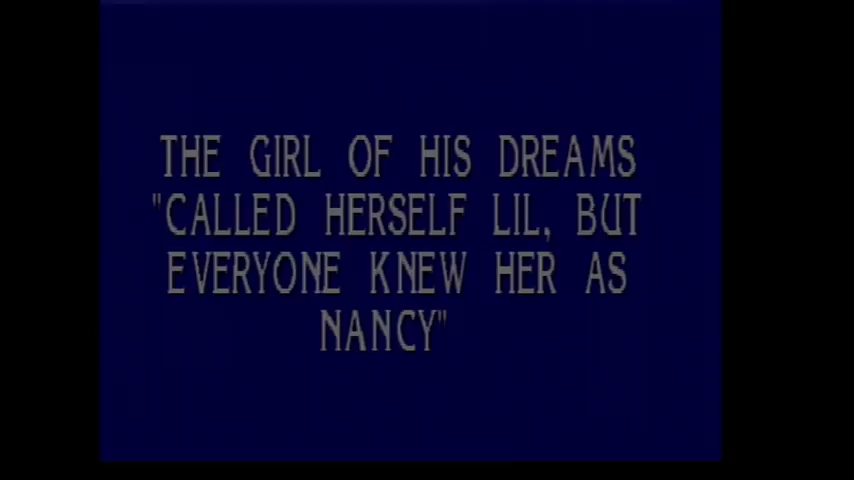 THE GIRL OF HIS DREAMS
"CALLED HERSELF LIL, BUT
EVERYONE KNEW HER AS
NANCY"